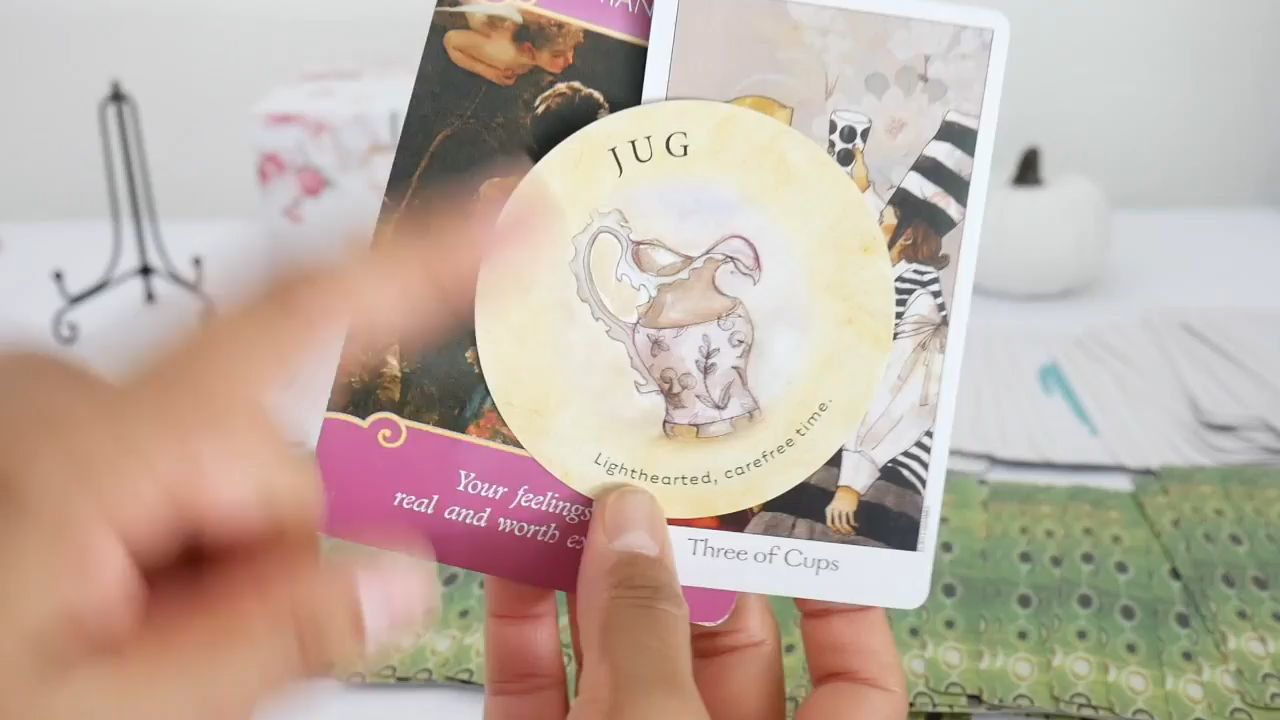 JUG
Lighthearted, carefree time.
Your feelings
real and worth
Three of Cups